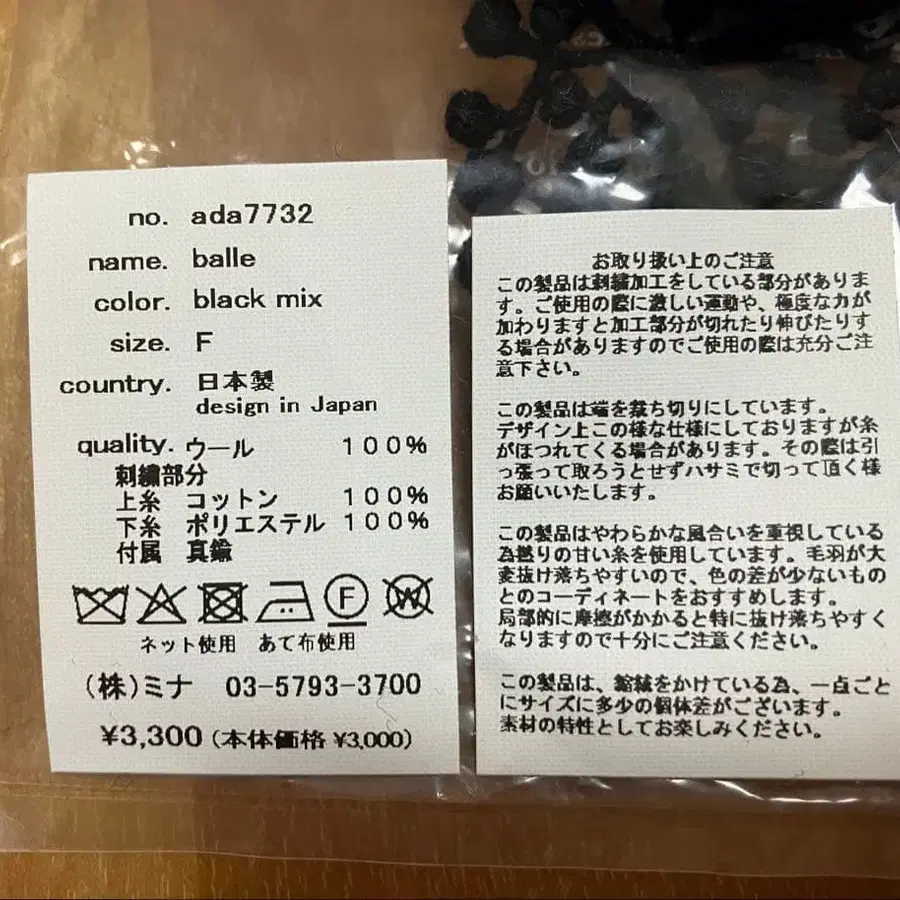 no. ada7732
name. balle
color. black mix
size. F
country. 日本製
design in Japan
quality. ウール 100%
刺繍部分
上糸 コットン 100%
下糸 ポリエステル 100%
付属 真鍮
F W
ネット使用 あて布使用
(株)ミナ 03-5793-3700
¥3,300(本体価格 ¥3,000)
お取り扱い上のご注意
この製品は刺繍加工をしている部分がありま
す。ご使用の際に激しい運動や、極度な力が
加わりますと加工部分が切れたり伸びたりす
る場合がありますのでご使用の際は充分ご注
意下さい。
この製品は端を裁ち切りにしています。
デザイン上この様な仕様にしておりますが糸
がほつれてくる場合があります。その際は引
っ張って取ろうとせずハサミで切って頂く様
お願いいたします。
この製品はやわらかな風合いを重視している
為撚りの甘い糸を使用しています。毛羽が大
変抜け落ちやすいので、色の差が少ないもの
とのコーディネートをおすすめします。
局部的に摩擦がかかると特に抜け落ちやすく
なりますので十分にご注意ください。
この製品は、縮絨をかけている為、一点ごと
にサイズに多少の個体差がございます。
素材の特性としてお楽しみください。